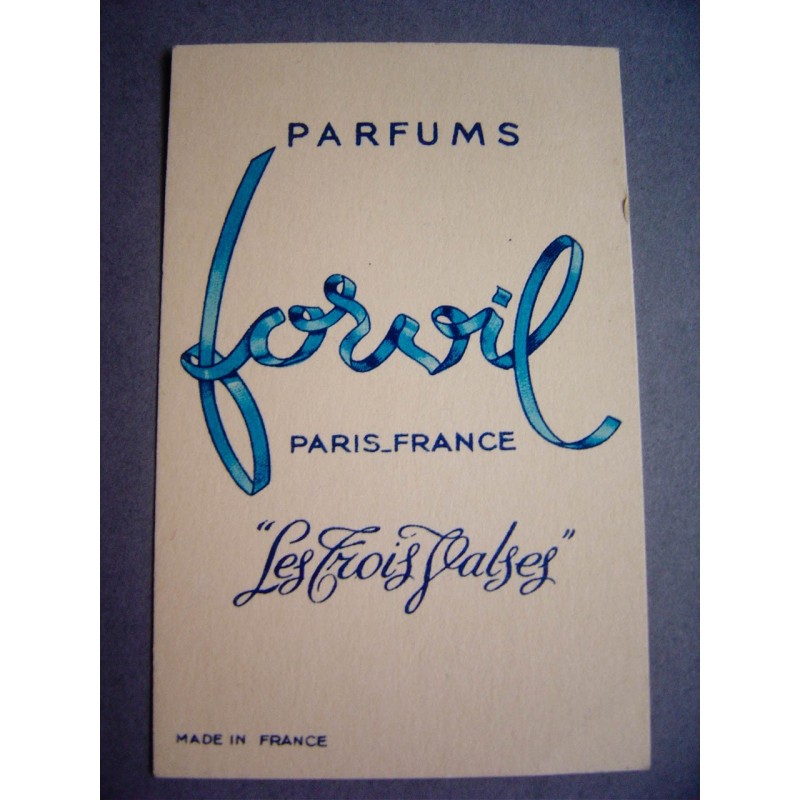 PARFUMS
forvil
PARIS_FRANCE
"Les Trois Valses"
MADE IN FRANCE